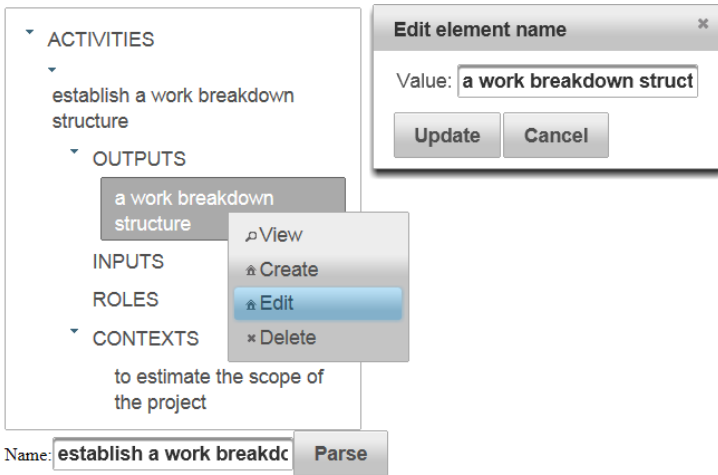 ACTIVITIES
establish a work breakdown
structure
OUTPUTS
a work breakdown
structure
INPUTS
ROLES
CONTEXTS
to estimate the scope of
the project
View
Create
Edit
Delete
Name: establish a work breakdc Parse
Edit element name
Value: a work breakdown struct
Update Cancel